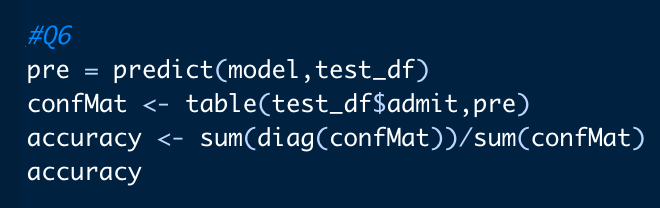 #Q6
pre = predict(model,test_df)
confMat <- table(test_df$admit,pre)
accuracy <- sum(diag(confMat))/sum(confMat)
accuracy